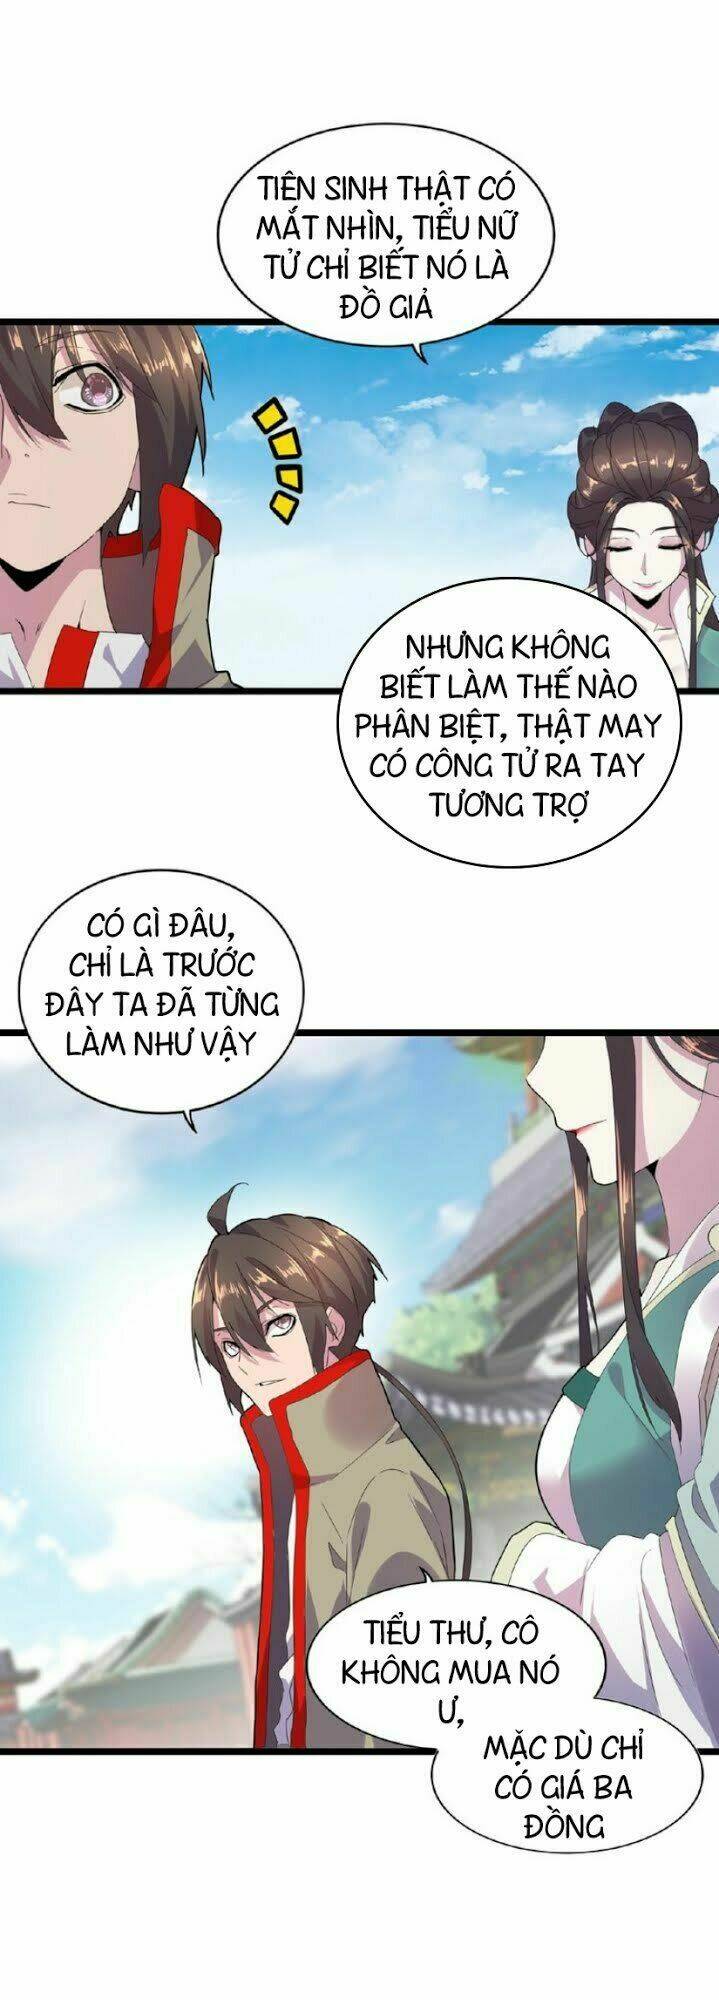 TIÊN SINH THẬT CÓ
MẮT NHÌN, TIỂU NỮ
TỬ CHỈ BIẾT NÓ LÀ
ĐỒ GIẢ
NHƯNG KHÔNG
BIẾT LÀM THẾ NÀO
PHÂN BIỆT, THẬT MAY
CÓ CÔNG TỬ RA TAY
TƯƠNG TRỢ
CÓ GÌ ĐÂU,
CHỈ LÀ TRƯỚC
ĐÂY TA ĐÃ TỪNG
LÀM NHƯ VẬY
TIỂU THƯ, CÔ
KHÔNG MUA NÓ
Ư,
MẶC DÙ CHỈ
CÓ GIÁ BA
ĐỒNG